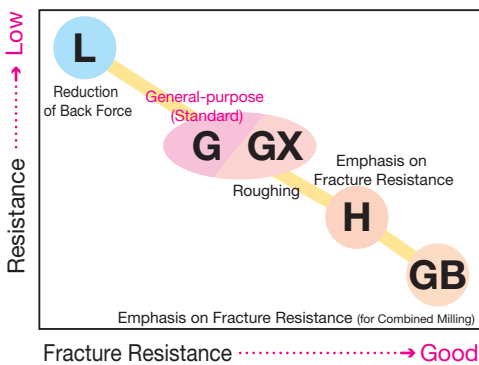 Resistance ········→ Low
L
Reduction
of Back Force
General-purpose
(Standard)
G GX
Roughing
Emphasis on
Fracture Resistance
H
GB
Emphasis on Fracture Resistance (for Combined Milling)
Fracture Resistance ········→ Good